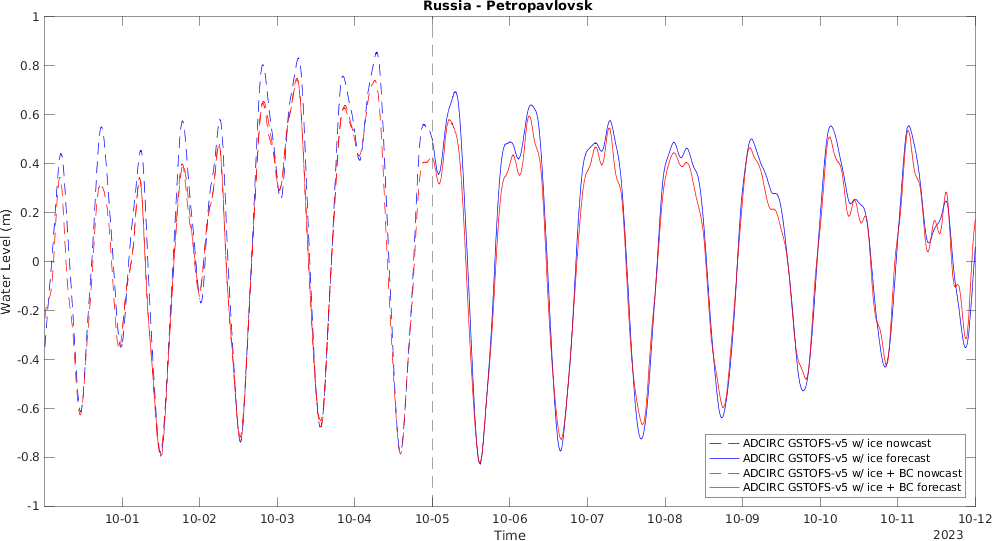 Russia - Petropavlovsk
1
0.8
0.6
0.4
0.2
0
-0.2
-0.4
-0.6
-0.8
-1
Water Level (m)
ADCIRC GSTOFS-v5 w/ ice nowcast
ADCIRC GSTOFS-v5 w/ ice forecast
ADCIRC GSTOFS-v5 w/ ice + BC nowcast
ADCIRC GSTOFS-v5 w/ ice + BC forecast
10-01 10-02 10-03 10-04 10-05 10-06 10-07 10-08 10-09 10-10 10-11 10-12
Time
2023